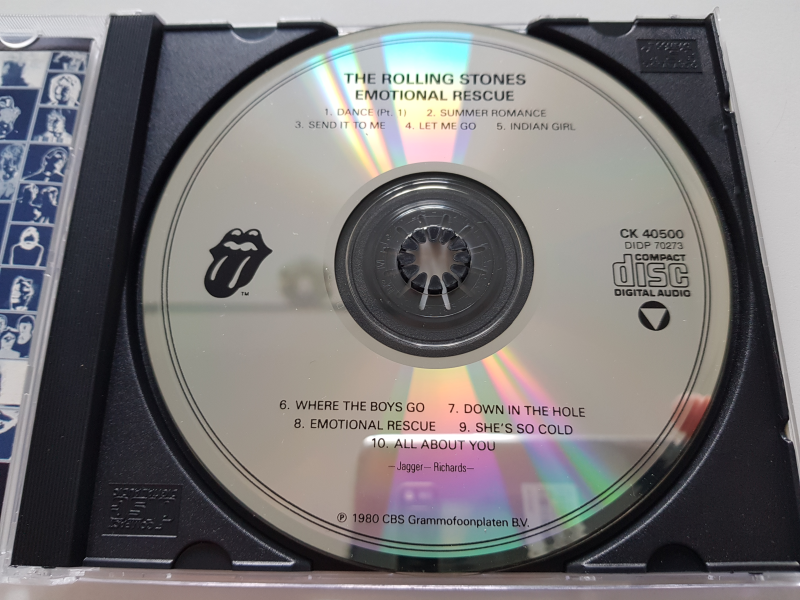 THE ROLLING STONES
EMOTIONAL RESCUE
1. DANCE (Pt. 1) 2. SUMMER ROMANCE
3. SEND IT TO ME 4. LET ME GO 5. INDIAN GIRL
TM
CK 40500
DIDP 70273
COMPACT
disc
DIGITAL AUDIO
6. WHERE THE BOYS GO 7. DOWN IN THE HOLE
8. EMOTIONAL RESCUE 9. SHE'S SO COLD
10. ALL ABOUT YOU
—Jagger—Richards—
℗ 1980 CBS Grammofoonplaten B.V.